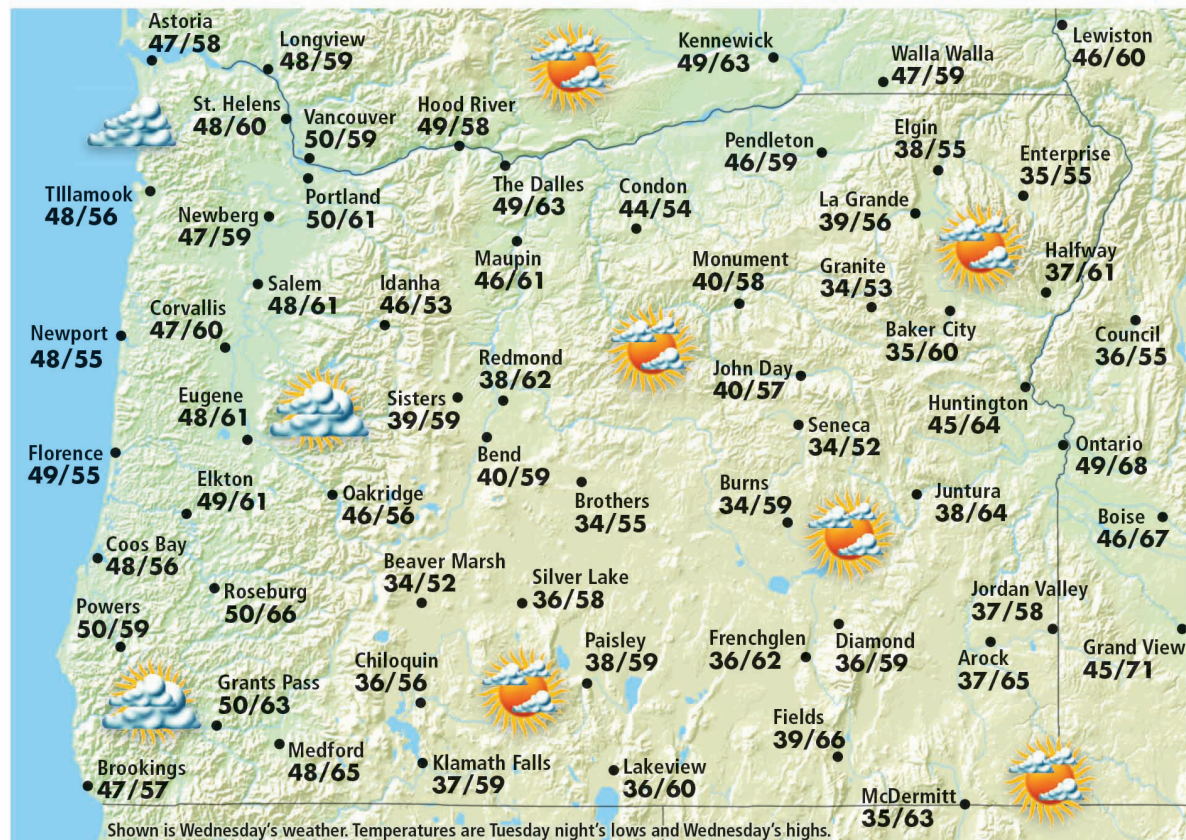 Astoria
47/58
Longview
48/59
Kennewick
49/63
Walla Walla
47/59
Lewiston
46/60
St. Helens
48/60
Vancouver
50/59
Hood River
49/58
Pendleton
46/59
Elgin
38/55
Enterprise
35/55
TIllamook
48/56
Newberg
47/59
Portland
50/61
The Dalles
49/63
Condon
44/54
La Grande
39/56
Maupin
46/61
Monument
40/58
Granite
34/53
Halfway
37/61
Salem
48/61
Idanha
46/53
Corvallis
47/60
Newport
48/55
Baker City
35/60
Council
36/55
Redmond
38/62
John Day
40/57
Eugene
48/61
Sisters
39/59
Huntington
45/64
Seneca
34/52
Florence
49/55
Bend
40/59
Ontario
49/68
Elkton
49/61
Oakridge
46/56
Brothers
34/55
Burns
34/59
Juntura
38/64
Boise
46/67
Coos Bay
48/56
Beaver Marsh
34/52
Silver Lake
36/58
Roseburg
50/66
Jordan Valley
37/58
Powers
50/59
Paisley
38/59
Frenchglen
36/62
Diamond
36/59
Arock
37/65
Grand View
45/71
Chiloquin
36/56
Grants Pass
50/63
Fields
39/66
Medford
48/65
Klamath Falls
37/59
Lakeview
36/60
Brookings
47/57
McDermitt
35/63
Shown is Wednesday's weather. Temperatures are Tuesday night's lows and Wednesday's highs.